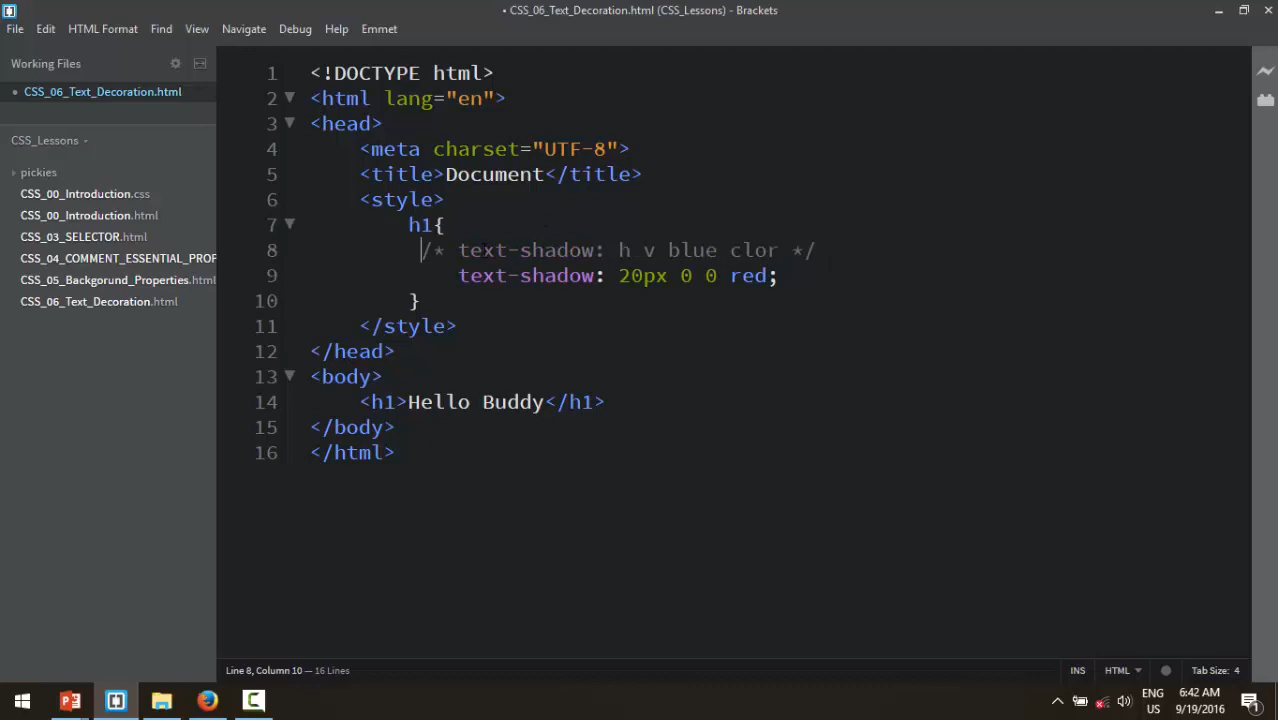 • CSS_06_Text_Decoration.html (CSS_Lessons) - Brackets
File Edit HTML Format Find View Navigate Debug Help Emmet
Working Files
• CSS_06_Text_Decoration.html
CSS_Lessons
pickies
CSS_00_Introduction.css
CSS_00_Introduction.html
CSS_03_SELECTOR.html
CSS_04_COMMENT_ESSENTIAL_PROF
CSS_05_Backgorund_Properties.html
CSS_06_Text_Decoration.html
1 <!DOCTYPE html>
2 <html lang="en">
3 <head>
4 <meta charset="UTF-8">
5 <title>Document</title>
6 <style>
7 h1{
8 /* text-shadow: h v blue clor */
9 text-shadow: 20px 0 0 red;
10 }
11 </style>
12 </head>
13 <body>
14 <h1>Hello Buddy</h1>
15 </body>
16 </html>
Line 8, Column 10 — 16 Lines
INS HTML Tab Size: 4
ENG 6:42 AM
US 9/19/2016
1